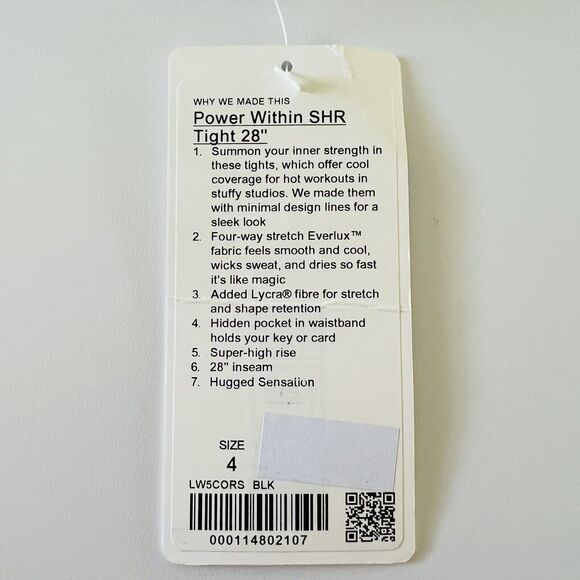 WHY WE MADE THIS
Power Within SHR
Tight 28"
1. Summon your inner strength in
these tights, which offer cool
coverage for hot workouts in
stuffy studios. We made them
with minimal design lines for a
sleek look
2. Four-way stretch Everlux™
fabric feels smooth and cool,
wicks sweat, and dries so fast
it's like magic
3. Added Lycra® fibre for stretch
and shape retention
4. Hidden pocket in waistband
holds your key or card
5. Super-high rise
6. 28" inseam
7. Hugged Sensation
SIZE
4
LW5CORS BLK
000114802107